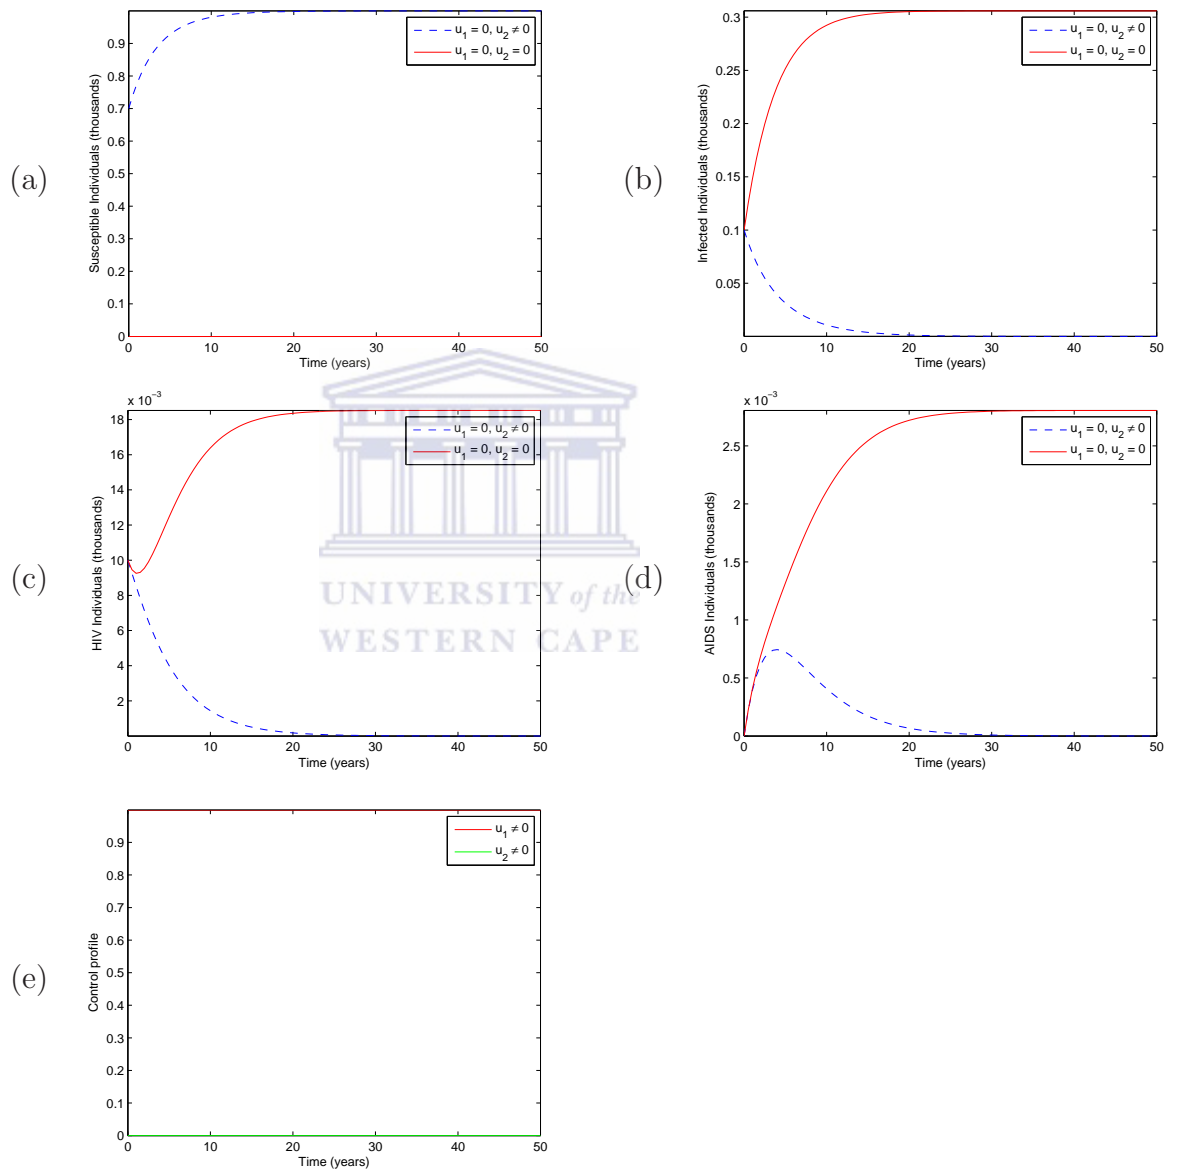 (a)
Susceptible Individuals (thousands)
0.9
0.8
0.7
0.6
0.5
0.4
0.3
0.2
0.1
0
0 10 20 30 40 50
Time (years)
u1 = 0, u2 ≠ 0
u1 = 0, u2 = 0
(b)
Infected Individuals (thousands)
0.3
0.25
0.2
0.15
0.1
0.05
0 10 20 30 40 50
Time (years)
u1 = 0, u2 ≠ 0
u1 = 0, u2 = 0
(c)
HIV Individuals (thousands)
x 10−3
18
16
14
12
10
8
6
4
2
0 10 20 30 40 50
Time (years)
u1 = 0, u2 ≠ 0
u1 = 0, u2 = 0
UNIVERSITY of the
WESTERN CAPE
(d)
AIDS Individuals (thousands)
x 10−3
2.5
2
1.5
1
0.5
0
0 10 20 30 40 50
Time (years)
u1 = 0, u2 ≠ 0
u1 = 0, u2 = 0
(e)
Control profile
0.9
0.8
0.7
0.6
0.5
0.4
0.3
0.2
0.1
0
0 10 20 30 40 50
Time (years)
u1 ≠ 0
u2 ≠ 0